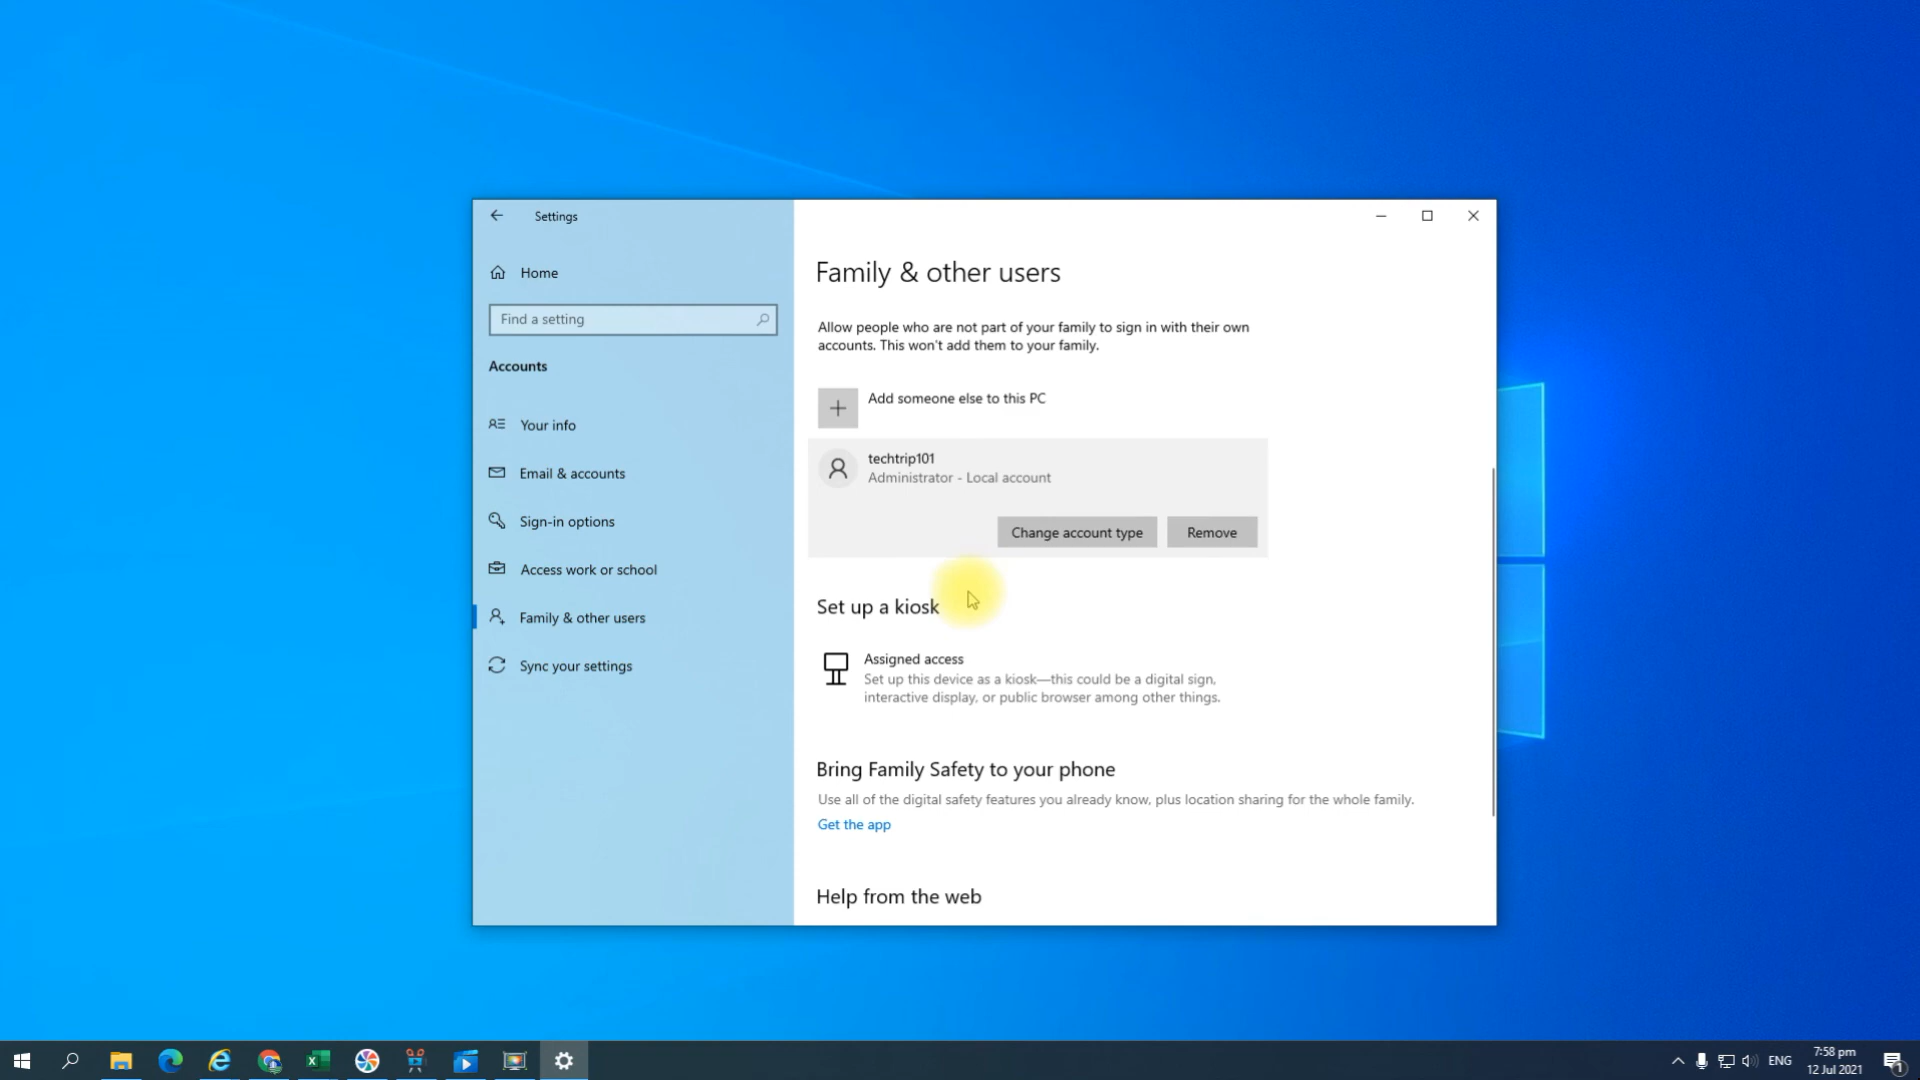 Settings
Home
Find a setting
Accounts
Your info
Email & accounts
Sign-in options
Access work or school
Family & other users
Sync your settings
Family & other users
Allow people who are not part of your family to sign in with their own
accounts. This won't add them to your family.
Add someone else to this PC
techtrip101
Administrator - Local account
Change account type
Remove
Set up a kiosk
Assigned access
Set up this device as a kiosk—this could be a digital sign,
interactive display, or public browser among other things.
Bring Family Safety to your phone
Use all of the digital safety features you already know, plus location sharing for the whole family.
Get the app
Help from the web
ENG
7:58 pm
12 Jul 2021
1